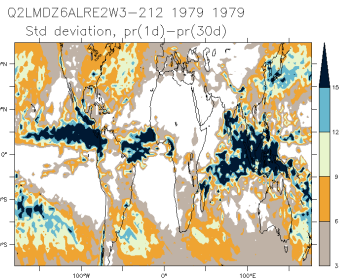 Q2LMDZ6ALRE2W3-212 1979 1979
Std deviation, pr(1d)-pr(30d)
0°
100°W
0°
100°E
15
12
9
6
3